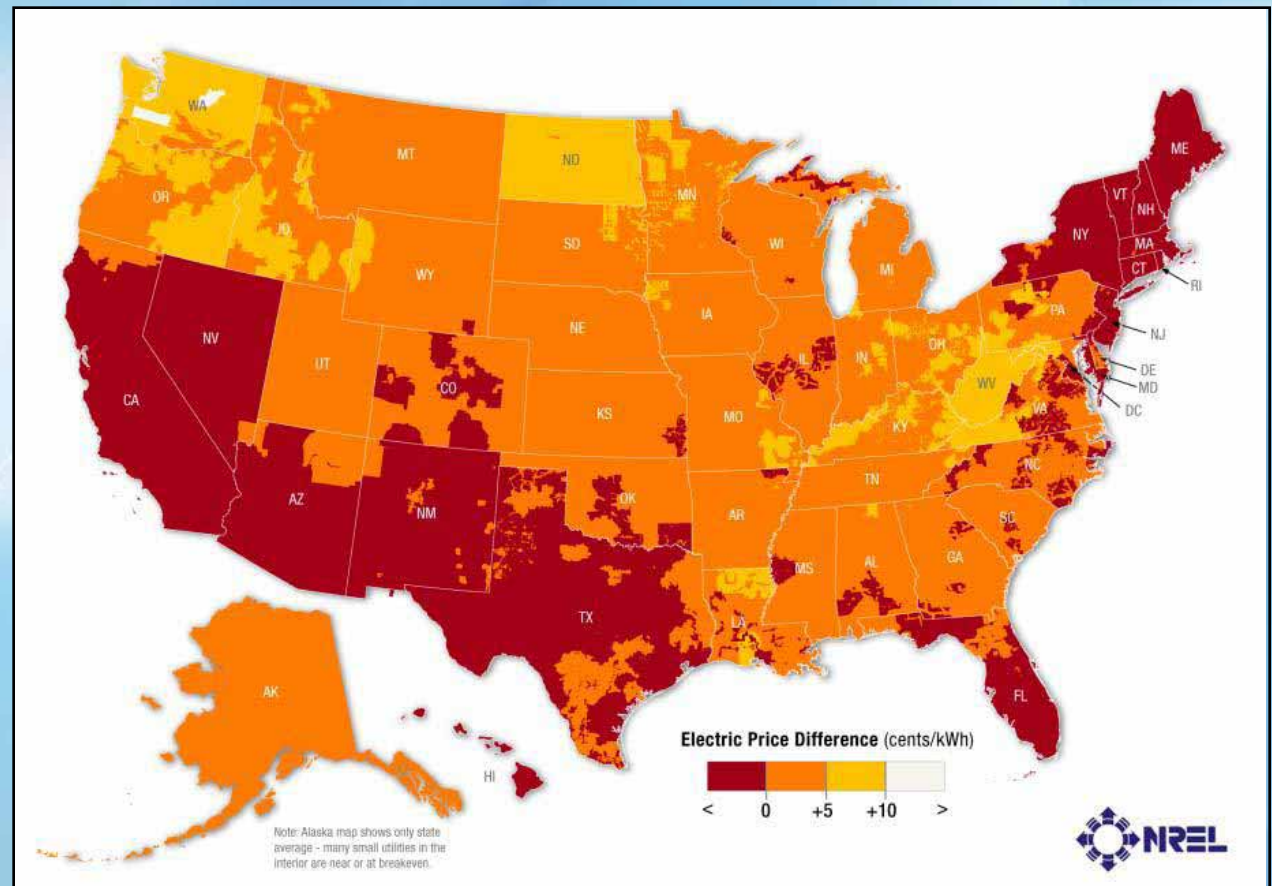 WA
MT
ND
MN
ME
VT
NH
OR
ID
SD
WI
NY
MA
MI
CT
RI
WY
IA
PA
NE
NJ
NV
OH
UT
IL
IN
DE
CO
WV
MD
CA
KS
MO
VA
DC
KY
NC
TN
AZ
NM
OK
AR
SC
MS
AL
GA
TX
LA
AK
FL
Electric Price Difference (cents/kWh)
HI
< 0 +5 +10 >
Note: Alaska map shows only state
average - many small utilities in the
interior are near or at breakeven.
NREL